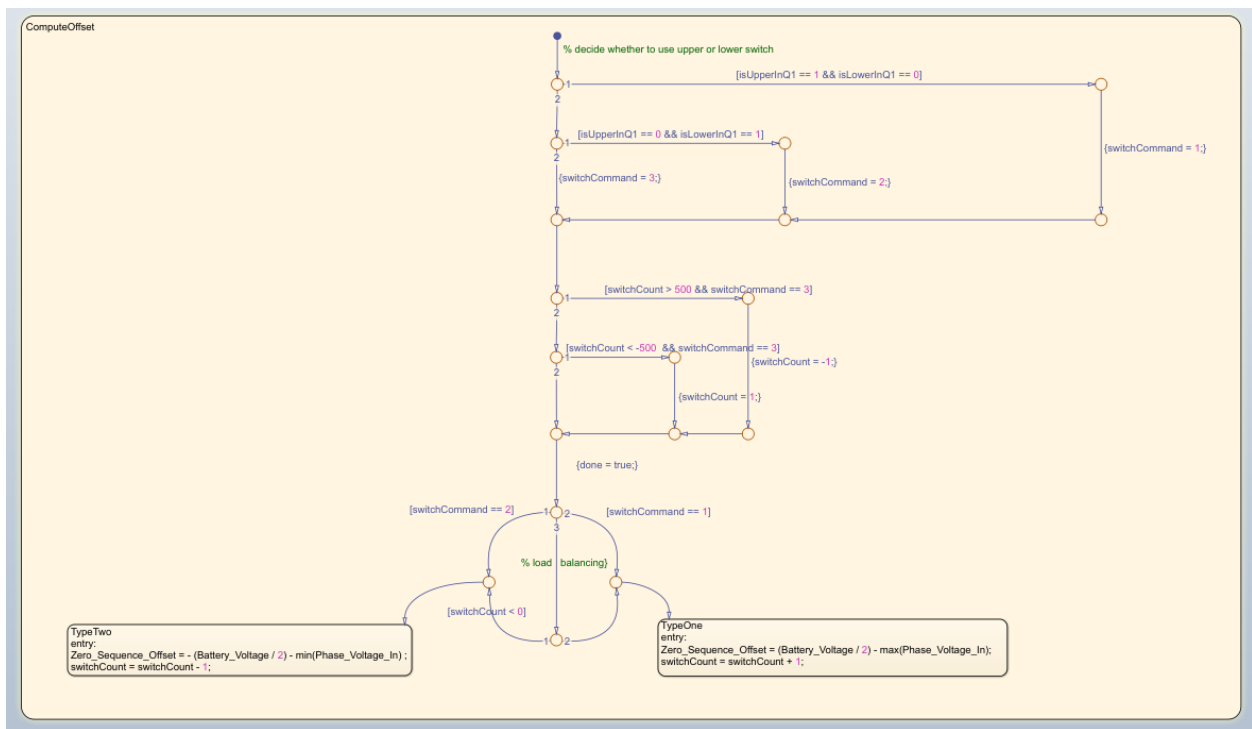 ComputeOffset
% decide whether to use upper or lower switch
[isUpperInQ1 == 1 && isLowerInQ1 == 0]
1
2
[isUpperInQ1 == 0 && isLowerInQ1 == 1]
1
2
{switchCommand = 1;}
{switchCommand = 3;}
{switchCommand = 2;}
[switchCount > 500 && switchCommand == 3]
1
2
[switchCount < -500 && switchCommand == 3]
1
2
{switchCount = -1;}
{switchCount = 1;}
{done = true;}
[switchCommand == 2]
1
2
[switchCommand == 1]
3
% load balancing}
[switchCount < 0]
1
2
TypeTwo
entry:
Zero_Sequence_Offset = - (Battery_Voltage / 2) - min(Phase_Voltage_In) ;
switchCount = switchCount - 1;
TypeOne
entry:
Zero_Sequence_Offset = (Battery_Voltage / 2) - max(Phase_Voltage_In);
switchCount = switchCount + 1;